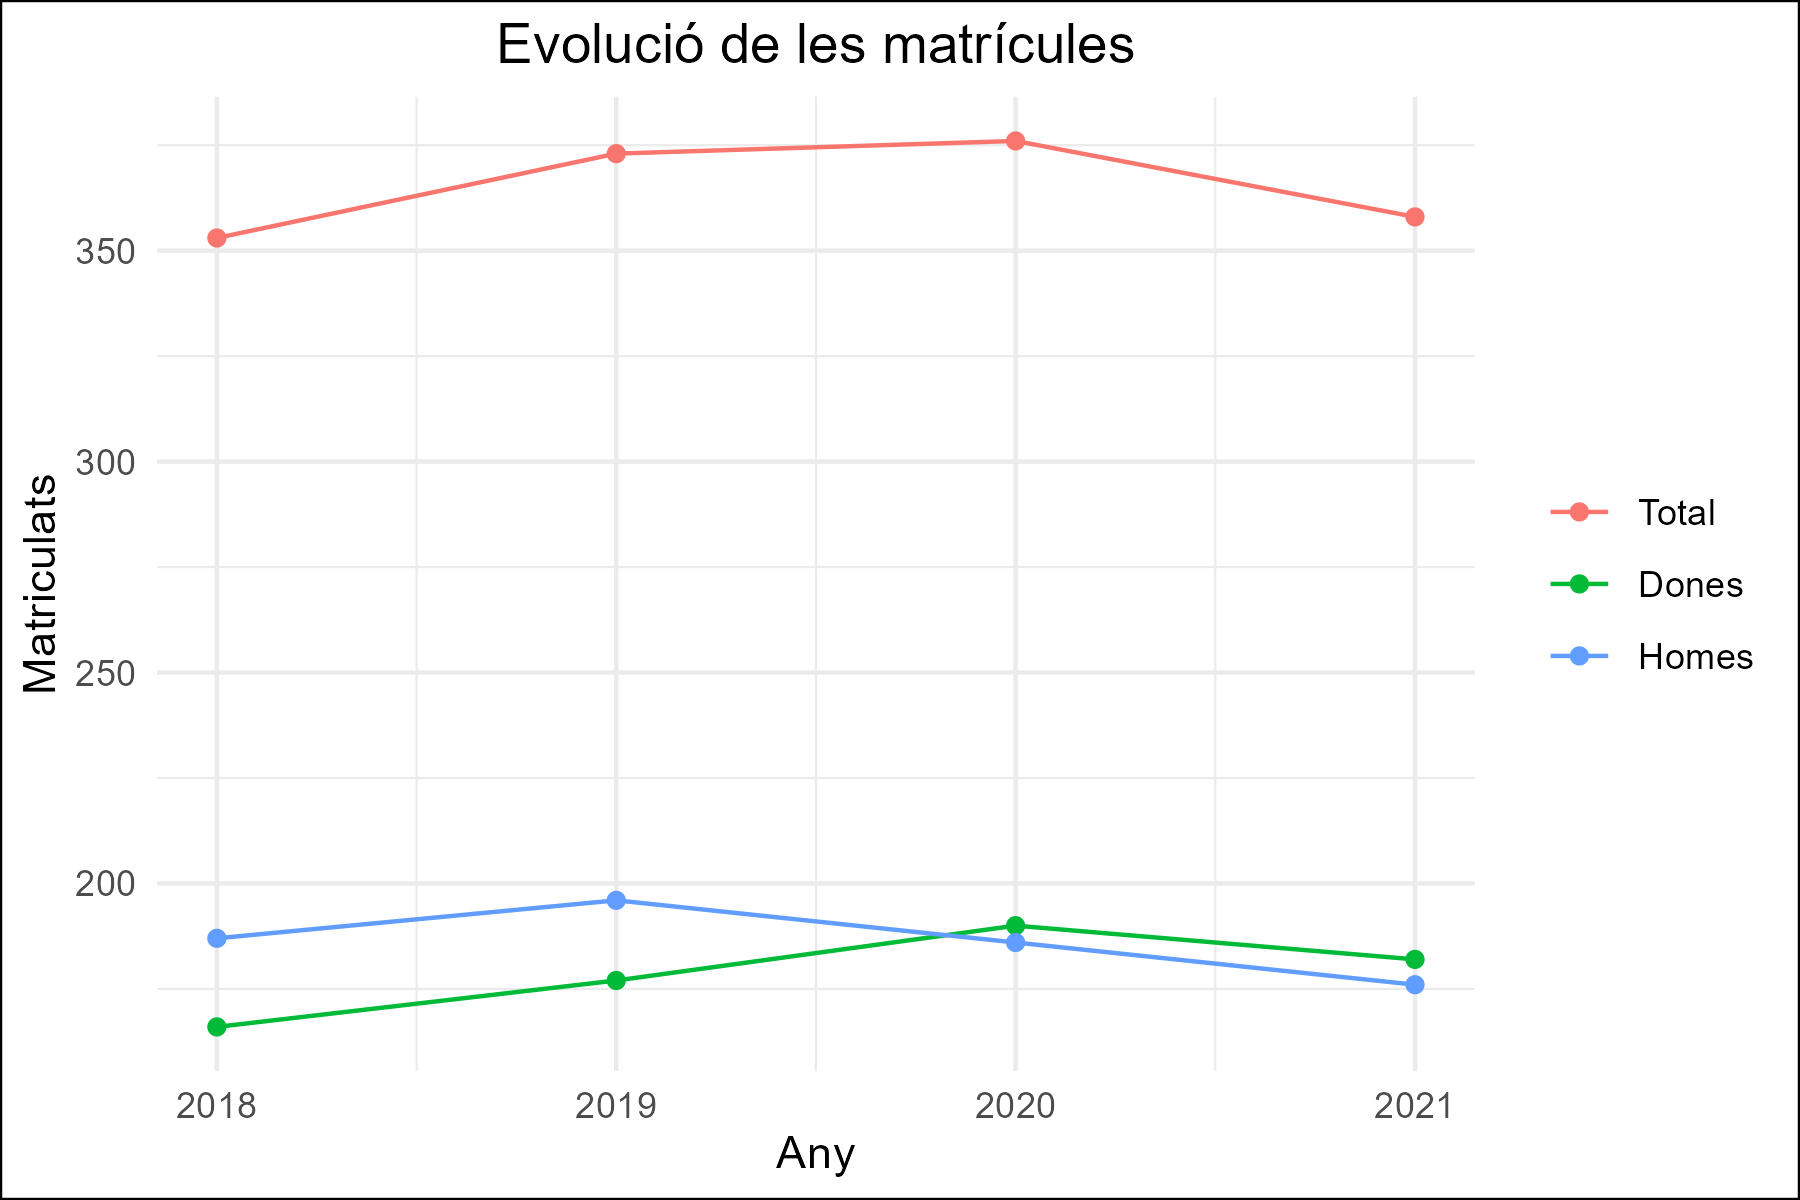 Evolució de les matrícules
Matriculats
350
300
250
200
2018
2019
2020
2021
Any
Total
Dones
Homes